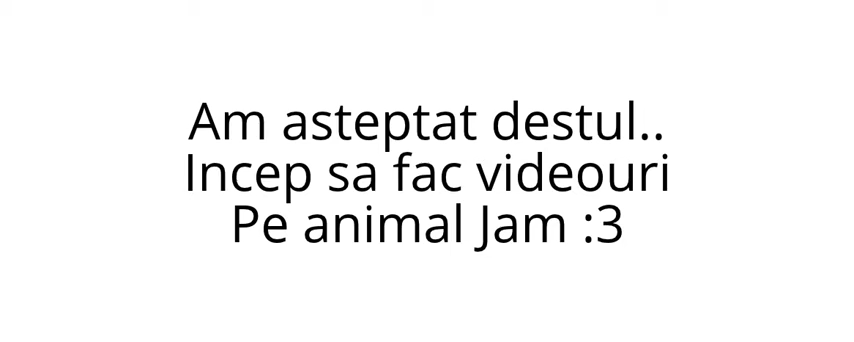 Am asteptat destul..
Incep sa fac videouri
Pe animal Jam :3